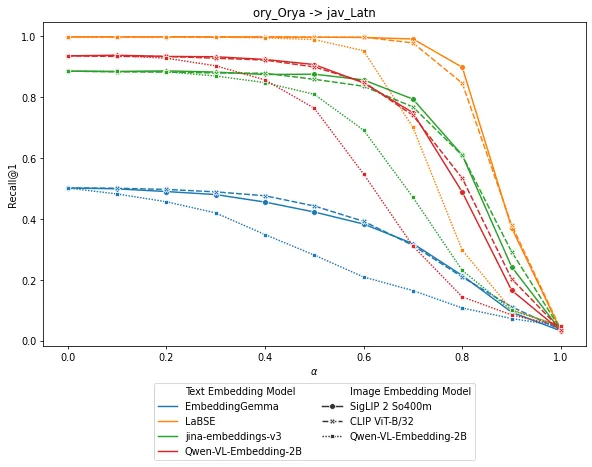 ory_Orya -> jav_Latn
1.0
0.8
0.6
0.4
0.2
0.0
Recall@1
0.0 0.2 0.4 0.6 0.8 1.0
α
Text Embedding Model
EmbeddingGemma
LaBSE
jina-embeddings-v3
Qwen-VL-Embedding-2B
Image Embedding Model
SigLIP 2 So400m
CLIP ViT-B/32
Qwen-VL-Embedding-2B